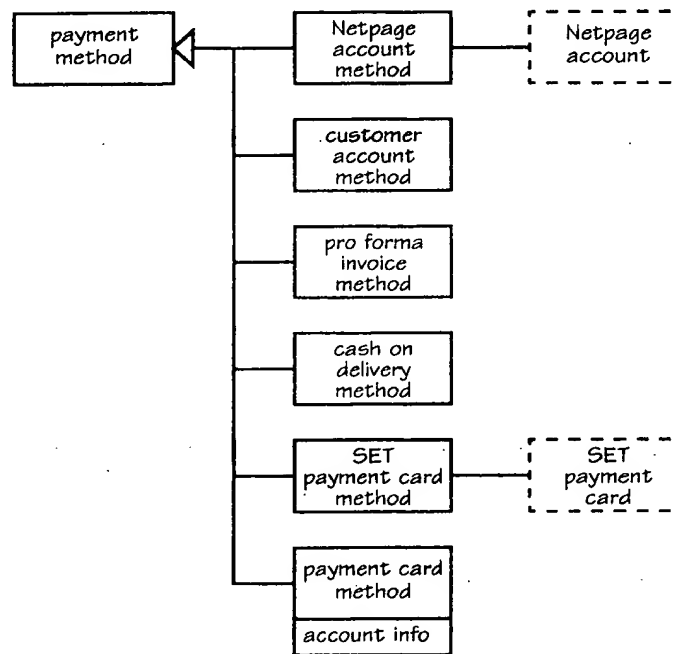 payment
method
Netpage
account
method
Netpage
account
customer
account
method
pro forma
invoice
method
cash on
delivery
method
SET
payment card
method
SET
payment
card
payment card
method
account info